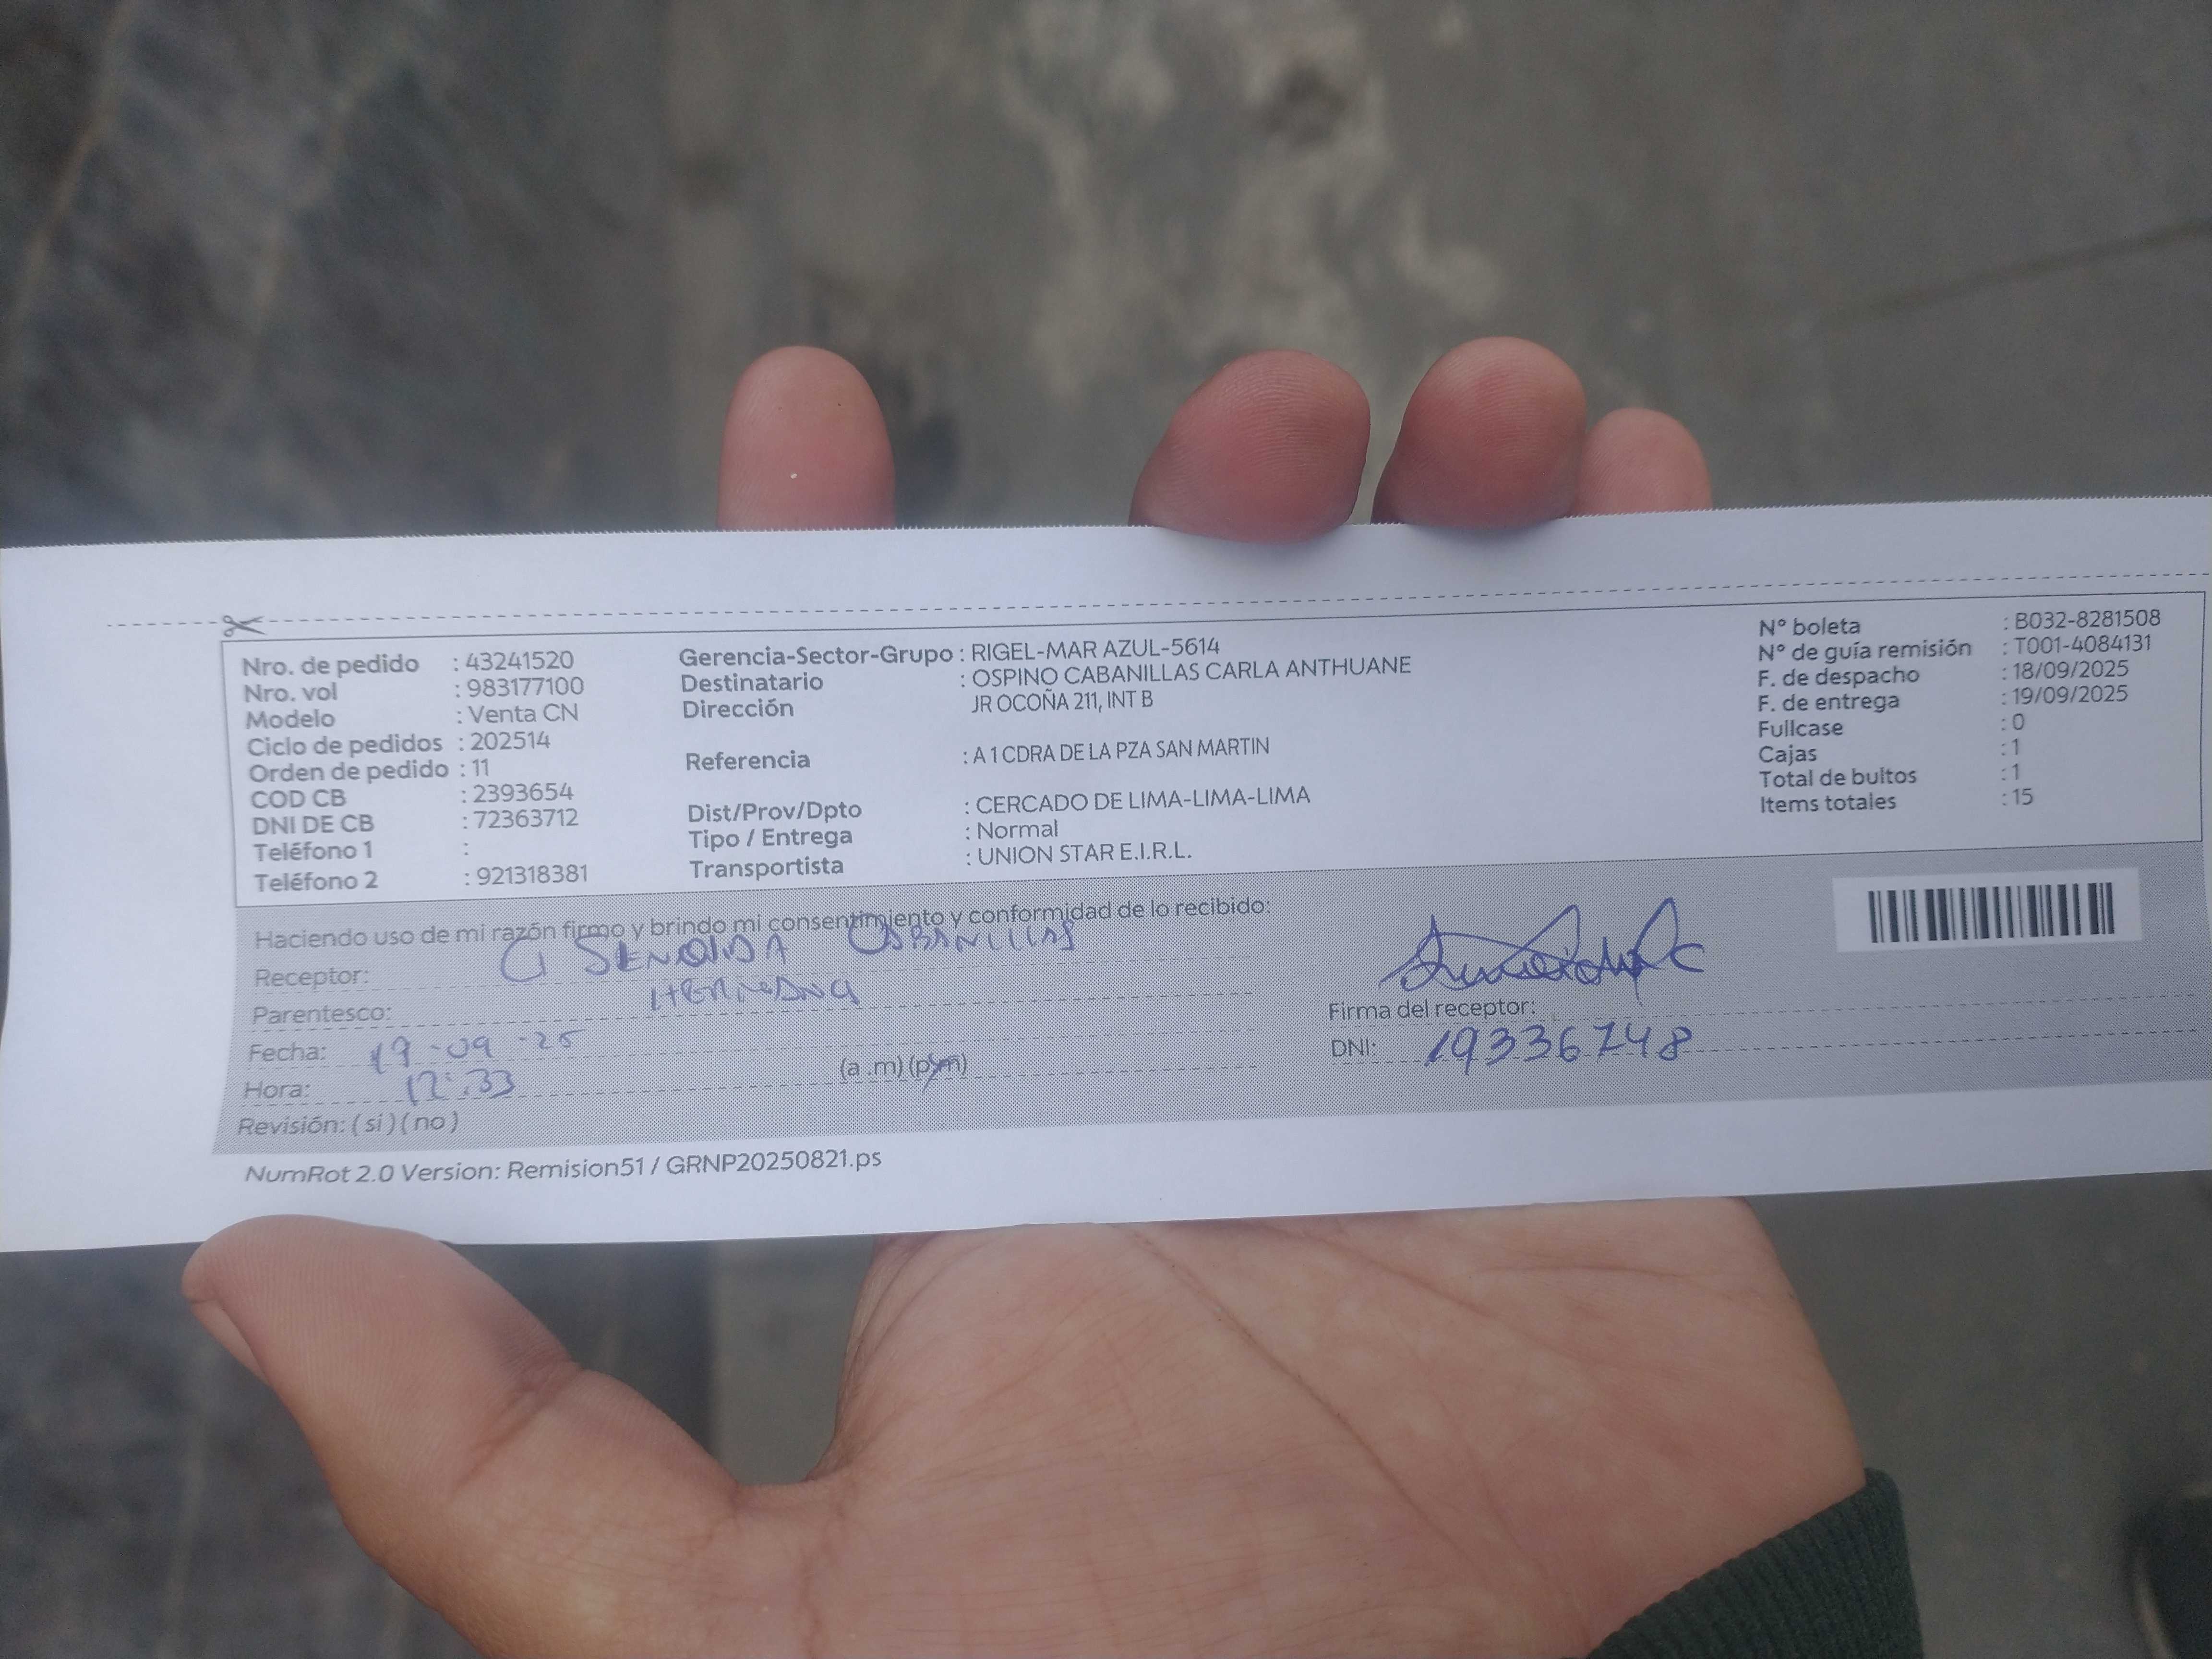 Nro. de pedido : 43241520
Nro. vol : 983177100
Modelo : Venta CN
Ciclo de pedidos : 202514
Orden de pedido : 11
COD CB : 2393654
DNI DE CB : 72363712
Teléfono 1 :
Teléfono 2 : 921318381
Gerencia-Sector-Grupo : RIGEL-MAR AZUL-5614
Destinatario : OSPINO CABANILLAS CARLA ANTHUANE
Dirección JR OCOÑA 211, INT B
Referencia : A 1 CDRA DE LA PZA SAN MARTIN
Dist/Prov/Dpto : CERCADO DE LIMA-LIMA-LIMA
Tipo / Entrega : Normal
Transportista : UNION STAR E.I.R.L.
N° boleta : B032-8281508
N° de guía remisión : T001-4084131
F. de despacho : 18/09/2025
F. de entrega : 19/09/2025
Fullcase : 0
Cajas : 1
Total de bultos : 1
Items totales : 15
Haciendo uso de mi razón firmo y brindo mi consentimiento y conformidad de lo recibido:
Receptor:
Parentesco:
Fecha: 19-09-25
Hora: 12:33 (a .m) (p.m)
Revisión: ( si ) ( no )
Firma del receptor:
DNI: 19336748
NumRot 2.0 Version: Remision51 / GRNP20250821.ps